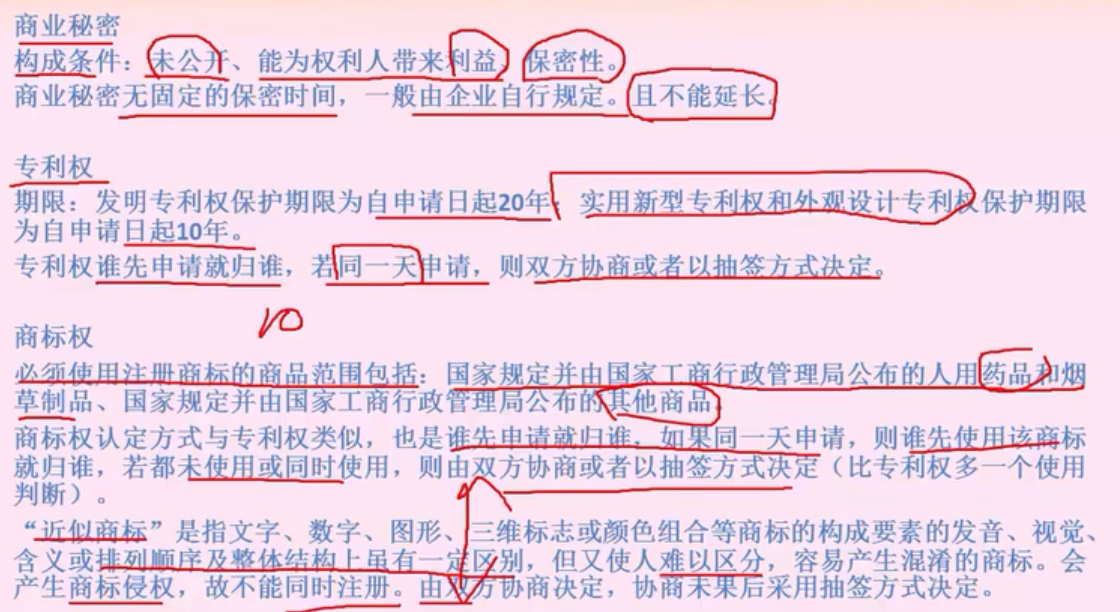 商业秘密
构成条件：未公开、能为权利人带来利益、保密性。
商业秘密无固定的保密时间，一般由企业自行规定。且不能延长。
专利权
期限：发明专利权保护期限为自申请日起20年；实用新型专利权和外观设计专利权保护期限
为自申请日起10年。
专利权谁先申请就归谁，若同一天申请，则双方协商或者以抽签方式决定。
10
商标权
必须使用注册商标的商品范围包括：国家规定并由国家工商行政管理局公布的人用药品和烟
草制品、国家规定并由国家工商行政管理局公布的其他商品。
商标权认定方式与专利权类似，也是谁先申请就归谁，如果同一天申请，则谁先使用该商标
就归谁，若都未使用或同时使用，则由双方协商或者以抽签方式决定（比专利权多一个使用
判断）。
“近似商标”是指文字、数字、图形、三维标志或颜色组合等商标的构成要素的发音、视觉、
含义或排列顺序及整体结构上虽有一定区别，但又使人难以区分，容易产生混淆的商标。会
产生商标侵权，故不能同时注册。由双方协商决定，协商未果后采用抽签方式决定。